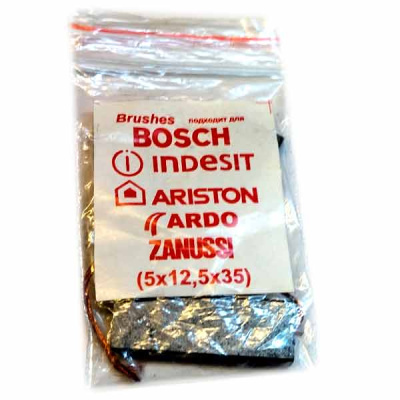 Brushes подходит для
BOSCH
indesit
ARISTON
ARDO
ZANUSSI
(5x12,5x35)